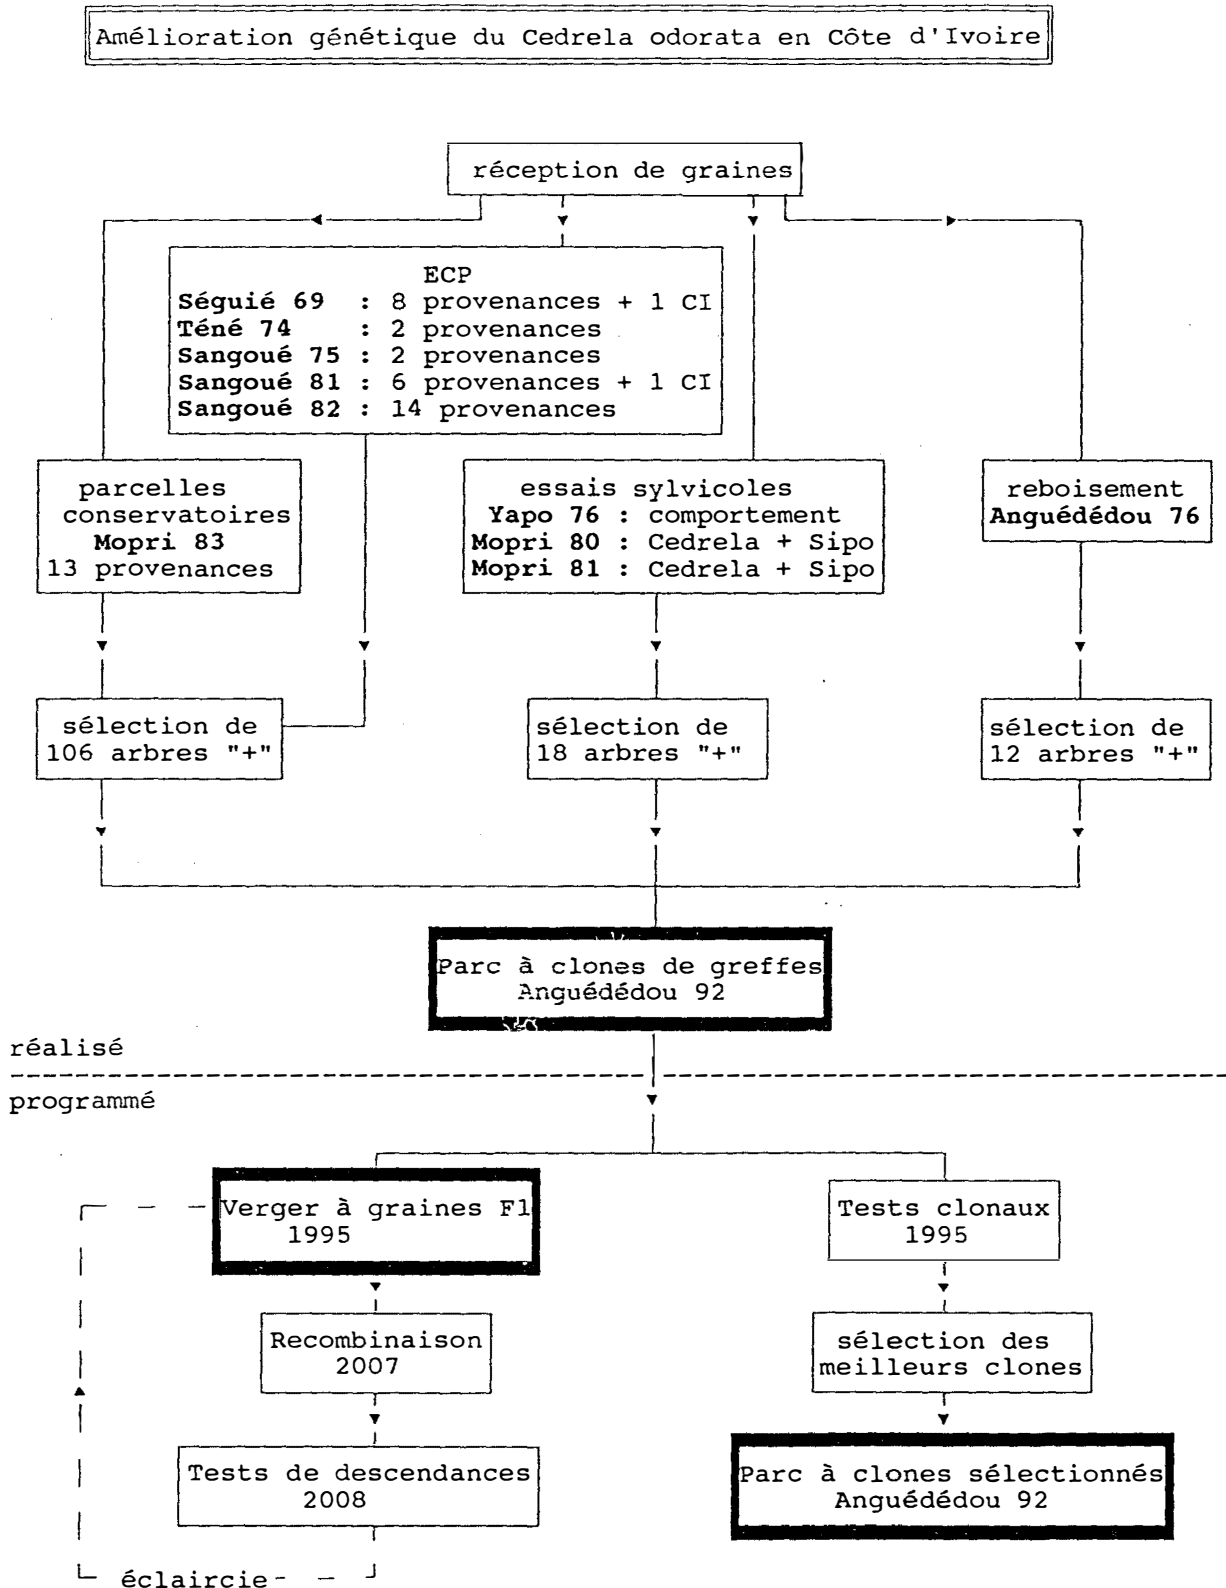 Amélioration génétique du Cedrela odorata en Côte d'Ivoire
réception de graines
ECP
Séguié 69 : 8 provenances + 1 CI
Téné 74 : 2 provenances
Sangoué 75 : 2 provenances
Sangoué 81 : 6 provenances + 1 CI
Sangoué 82 : 14 provenances
parcelles
conservatoires
Mopri 83
13 provenances
essais sylvicoles
Yapo 76 : comportement
Mopri 80 : Cedrela + Sipo
Mopri 81 : Cedrela + Sipo
reboisement
Anguédédou 76
sélection de
106 arbres "+"
sélection de
18 arbres "+"
sélection de
12 arbres "+"
Parc à clones de greffes
Anguédédou 92
réalisé
programmé
Verger à graines F1
1995
Tests clonaux
1995
Recombinaison
2007
sélection des
meilleurs clones
Tests de descendances
2008
Parc à clones sélectionnés
Anguédédou 92
éclaircie